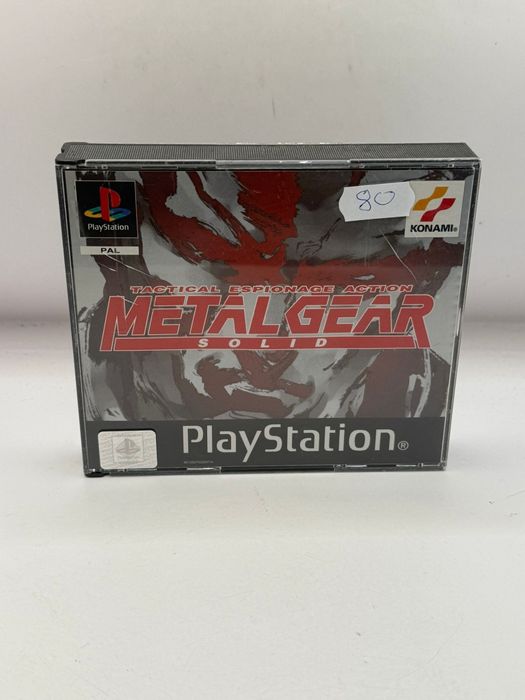 PlayStation
PAL
80
KONAMI®
TACTICAL ESPIONAGE ACTION
METAL GEAR
SOLID
PlayStation®